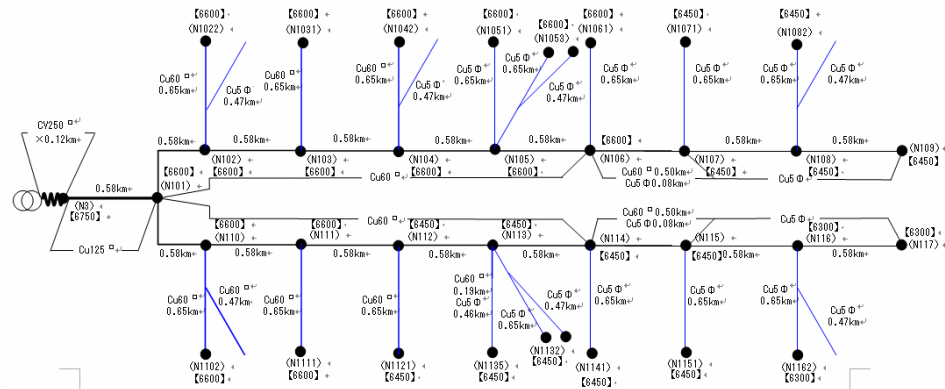 【6600】 【6600】 【6600】 【6600】 【6600】 【6600】 【6450】 【6450】
(N1022) (N1031) (N1042) (N1051) (N1053) (N1061) (N1071) (N1082)
Cu60 □ Cu60 □ Cu60 □ Cu5Φ Cu5Φ Cu5Φ Cu5Φ Cu5Φ
0.65km 0.65km 0.65km 0.65km 0.65km 0.65km 0.65km 0.65km
Cu5Φ Cu5Φ Cu5Φ Cu5Φ
0.47km 0.47km 0.47km 0.47km
CV250 □
×0.12km
0.58km 0.58km 0.58km 0.58km 0.58km 0.58km 0.58km 0.58km
(N102) (N103) (N104) (N105) (N106) (N107) (N108) (N109)
【6600】 【6600】 【6600】 【6600】 【6600】 【6450】 【6450】 【6450】
【6600】
(N101)
Cu60 □
Cu60 □ 0.50km
Cu5Φ0.08km
Cu5Φ
0.58km
(N3)
【6750】
Cu125 □
Cu60 □
Cu60 □ 0.50km
Cu5Φ0.08km
Cu5Φ
【6600】 【6600】 【6450】 【6450】 【6450】 【6450】 【6300】 【6300】
(N110) (N111) (N112) (N113) (N114) (N115) (N116) (N117)
0.58km 0.58km 0.58km 0.58km 0.58km 0.58km 0.58km 0.58km
Cu60 □ Cu60 □ Cu60 □ Cu60 □ Cu5Φ Cu5Φ Cu5Φ
0.65km 0.65km 0.65km 0.19km 0.65km 0.65km 0.65km
Cu60 □ Cu5Φ Cu5Φ Cu5Φ Cu5Φ
0.47km 0.46km 0.65km 0.47km 0.47km
(N1102) (N1111) (N1121) (N1135) (N1132) (N1141) (N1151) (N1162)
【6600】 【6600】 【6450】 【6450】 【6450】 【6450】 【6450】 【6300】